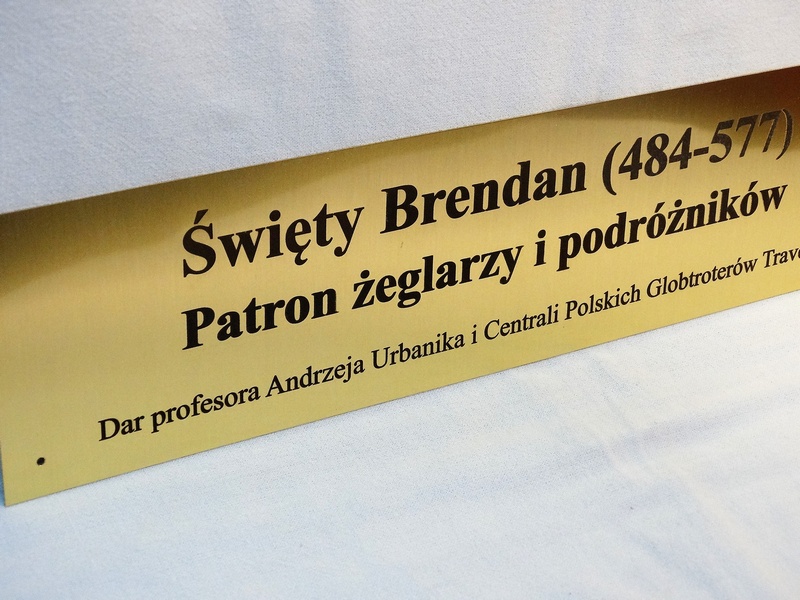 Święty Brendan (484-577)
Patron żeglarzy i podróżników
Dar profesora Andrzeja Urbanika i Centrali Polskich Globtroterów